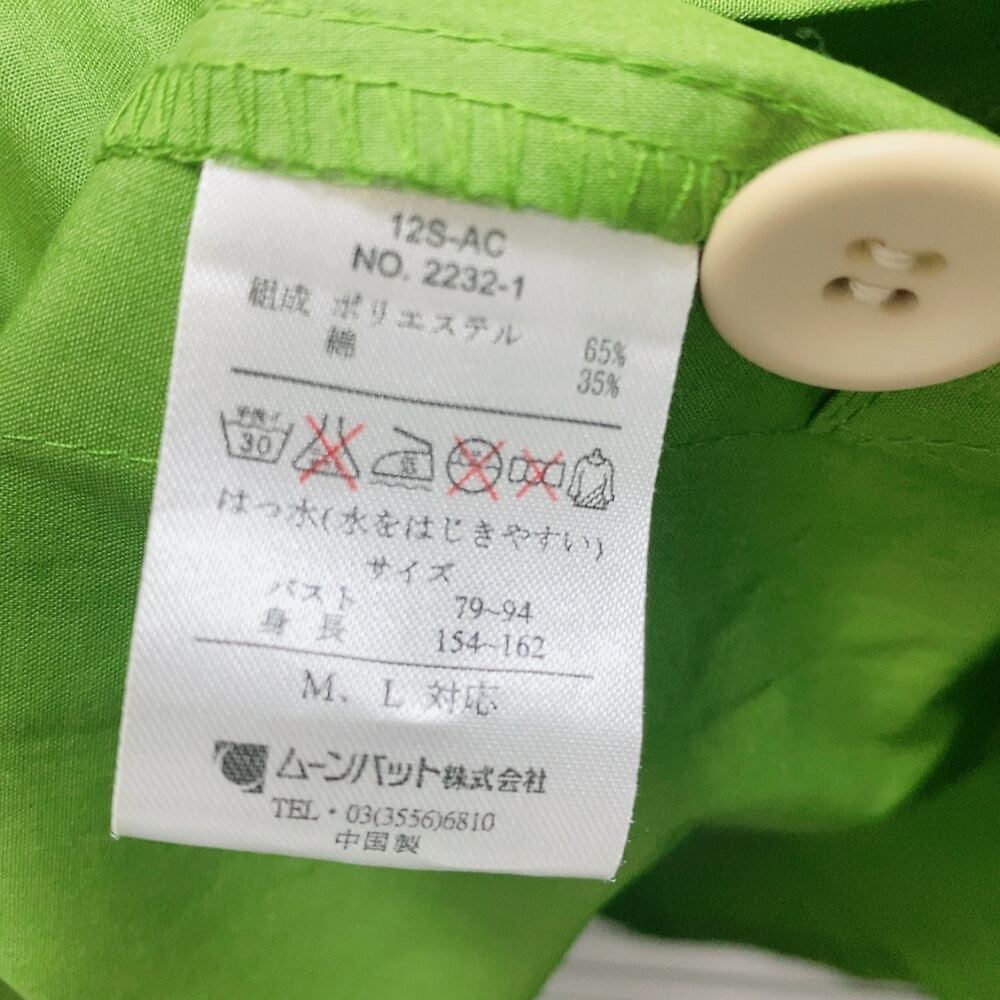 12S-AC
NO. 2232-1
組成 ポリエステル 65%
綿 35%
手洗イ
30
はっ水(水をはじきやすい)
サイズ
バスト 79~94
身長 154~162
M、L 対応
ムーンバット株式会社
TEL・03(3556)6810
中国製